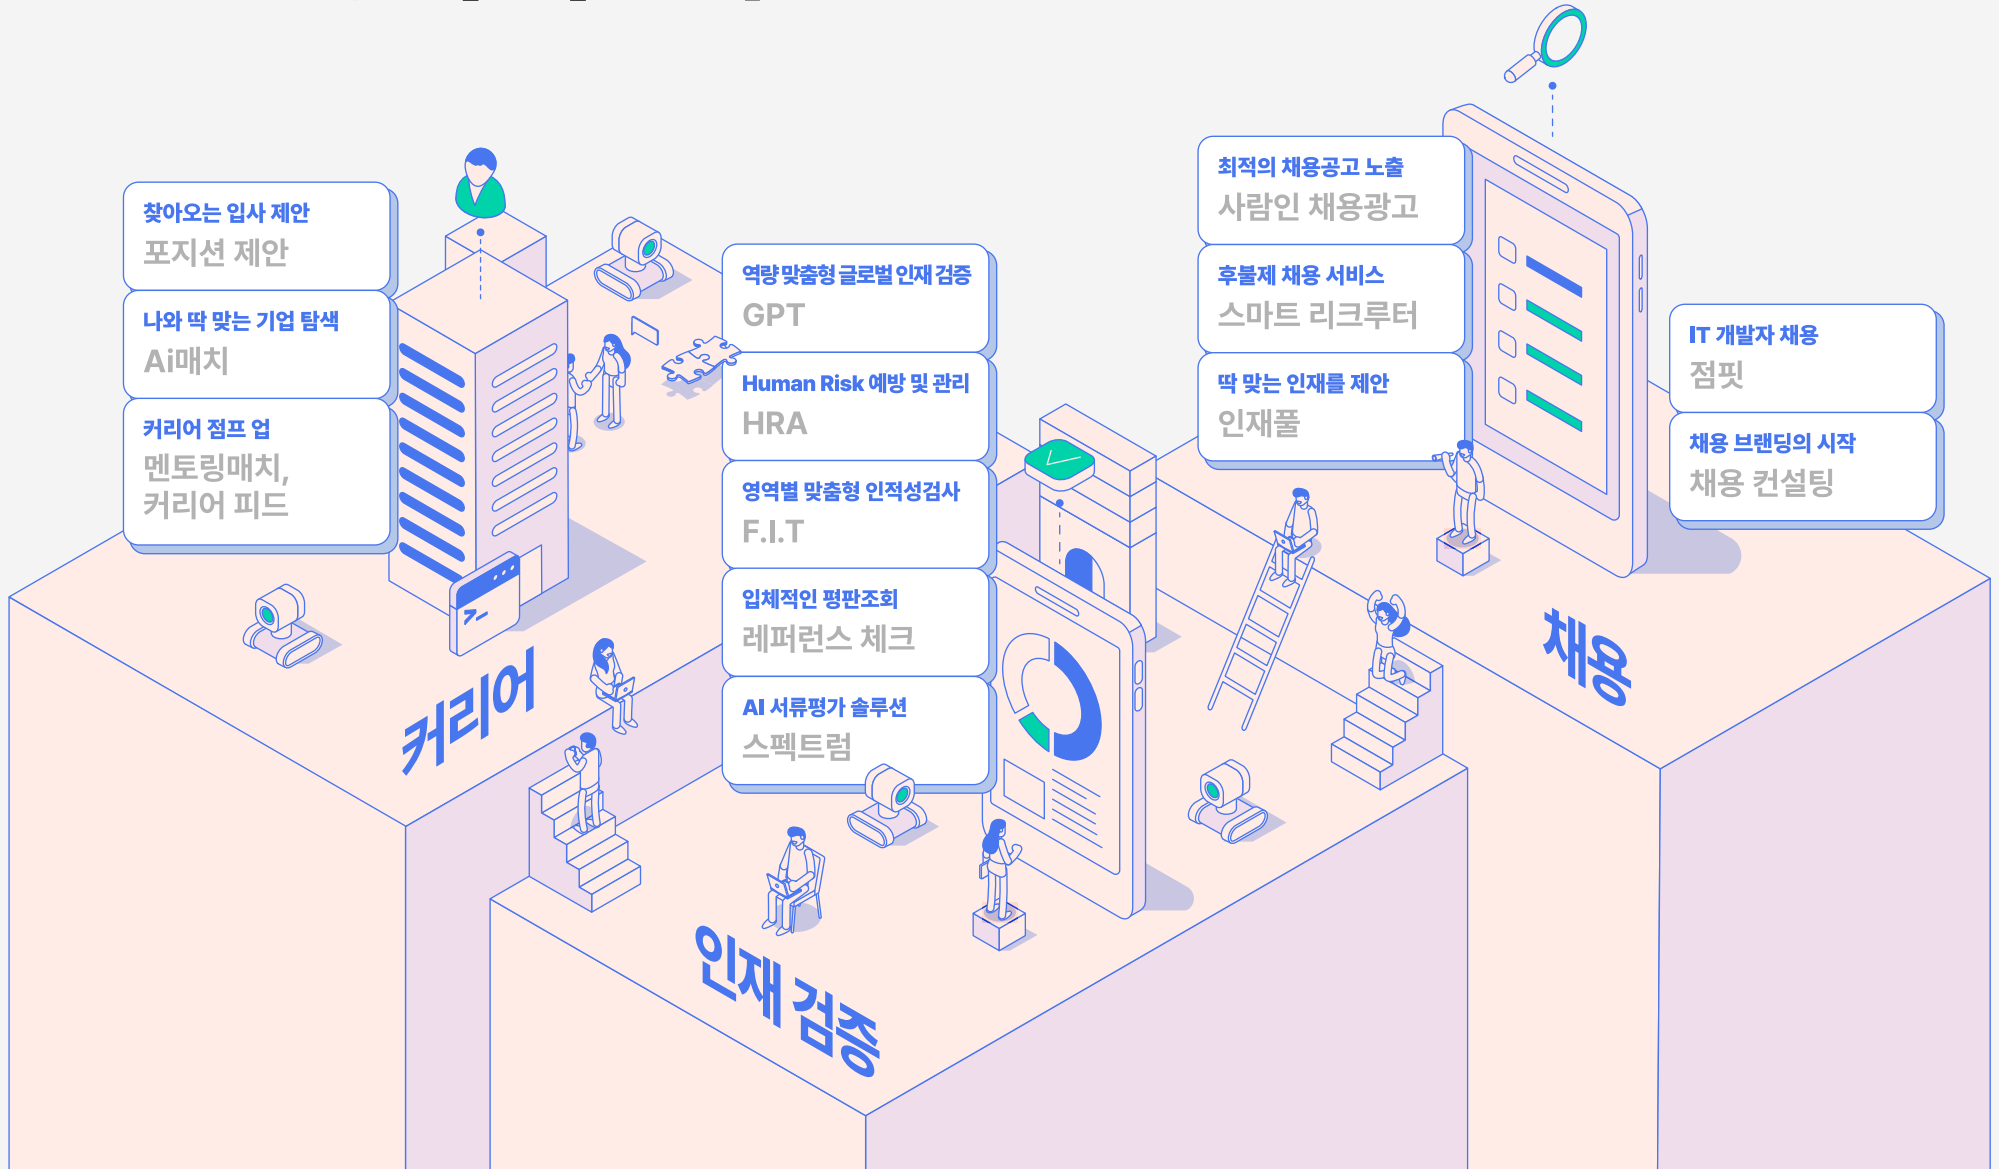 찾아오는 입사 제안
포지션 제안
나와 딱 맞는 기업 탐색
Ai매치
커리어 점프 업
멘토링매치,
커리어 피드
커리어
역량 맞춤형 글로벌 인재 검증
GPT
Human Risk 예방 및 관리
HRA
영역별 맞춤형 인적성검사
F.I.T
입체적인 평판조회
레퍼런스 체크
AI 서류평가 솔루션
스펙트럼
인재 검증
최적의 채용공고 노출
사람인 채용광고
후불제 채용 서비스
스마트 리크루터
딱 맞는 인재를 제안
인재풀
IT 개발자 채용
점핏
채용 브랜딩의 시작
채용 컨설팅
채용